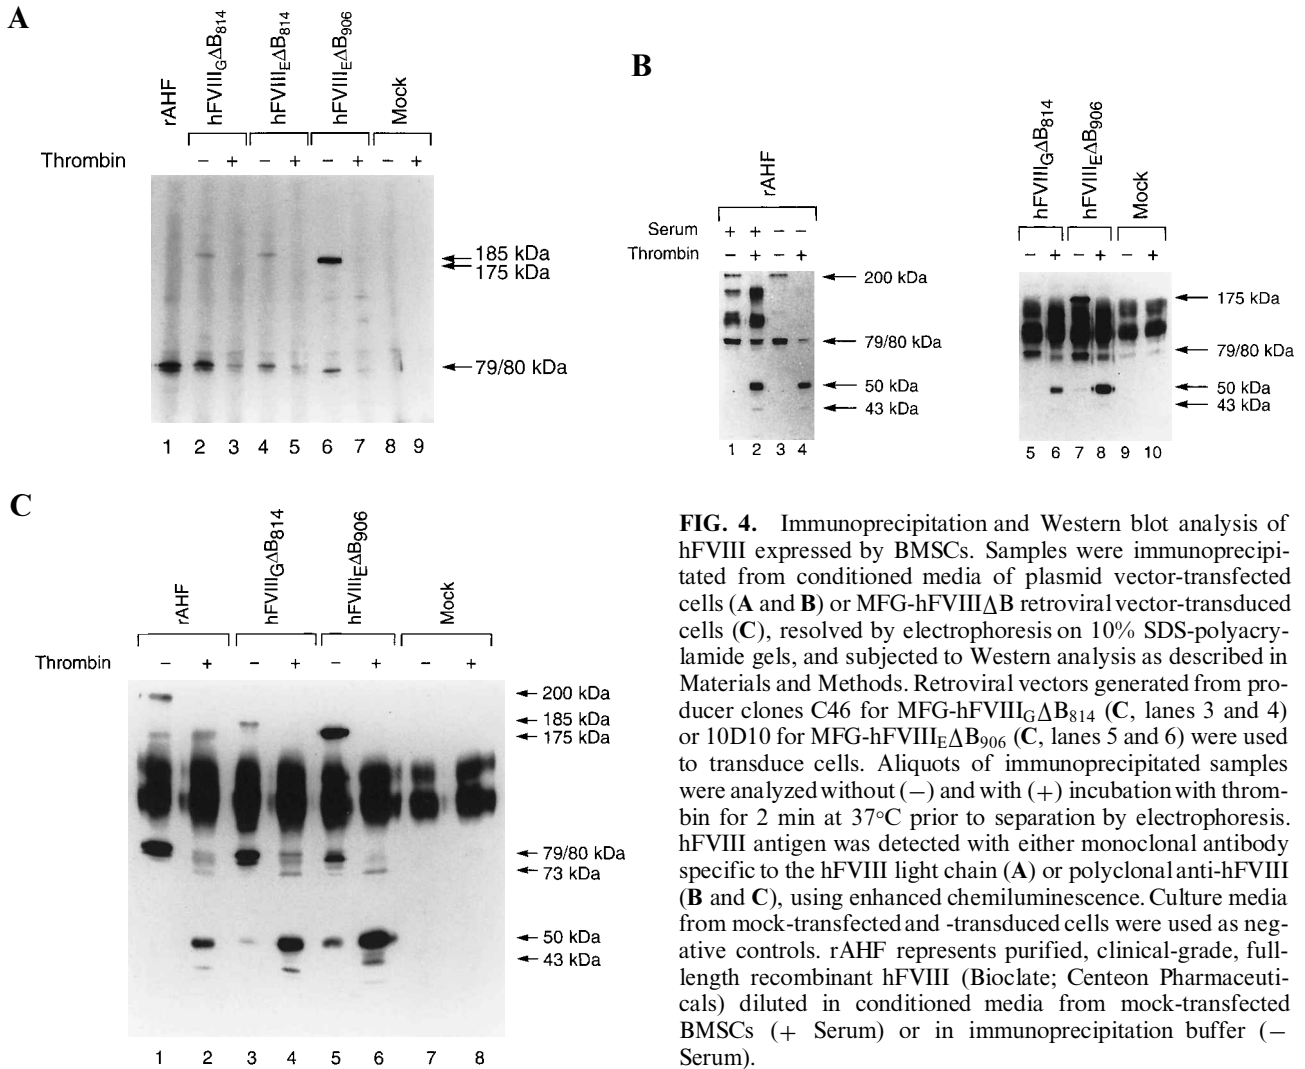 A
rAHF
hFVIIIGΔB814
hFVIIIEΔB814
hFVIIIEΔB906
Mock
Thrombin
− + − + − + − +
185 kDa
175 kDa
79/80 kDa
1 2 3 4 5 6 7 8 9
B
rAHF
Serum + + − −
Thrombin − + − +
200 kDa
79/80 kDa
50 kDa
43 kDa
1 2 3 4
hFVIIIGΔB814
hFVIIIEΔB906
Mock
− + − + − +
175 kDa
79/80 kDa
50 kDa
43 kDa
5 6 7 8 9 10
C
rAHF
hFVIIIGΔB814
hFVIIIEΔB906
Mock
Thrombin − + − + − + − +
200 kDa
185 kDa
175 kDa
79/80 kDa
73 kDa
50 kDa
43 kDa
1 2 3 4 5 6 7 8
FIG. 4. Immunoprecipitation and Western blot analysis of
hFVIII expressed by BMSCs. Samples were immunoprecipi-
tated from conditioned media of plasmid vector-transfected
cells (A and B) or MFG-hFVIIIΔB retroviral vector-transduced
cells (C), resolved by electrophoresis on 10% SDS-polyacry-
lamide gels, and subjected to Western analysis as described in
Materials and Methods. Retroviral vectors generated from pro-
ducer clones C46 for MFG-hFVIIIGΔB814 (C, lanes 3 and 4)
or 10D10 for MFG-hFVIIIEΔB906 (C, lanes 5 and 6) were used
to transduce cells. Aliquots of immunoprecipitated samples
were analyzed without (−) and with (+) incubation with throm-
bin for 2 min at 37°C prior to separation by electrophoresis.
hFVIII antigen was detected with either monoclonal antibody
specific to the hFVIII light chain (A) or polyclonal anti-hFVIII
(B and C), using enhanced chemiluminescence. Culture media
from mock-transfected and -transduced cells were used as neg-
ative controls. rAHF represents purified, clinical-grade, full-
length recombinant hFVIII (Bioclate; Centeon Pharmaceuti-
cals) diluted in conditioned media from mock-transfected
BMSCs (+ Serum) or in immunoprecipitation buffer (−
Serum).